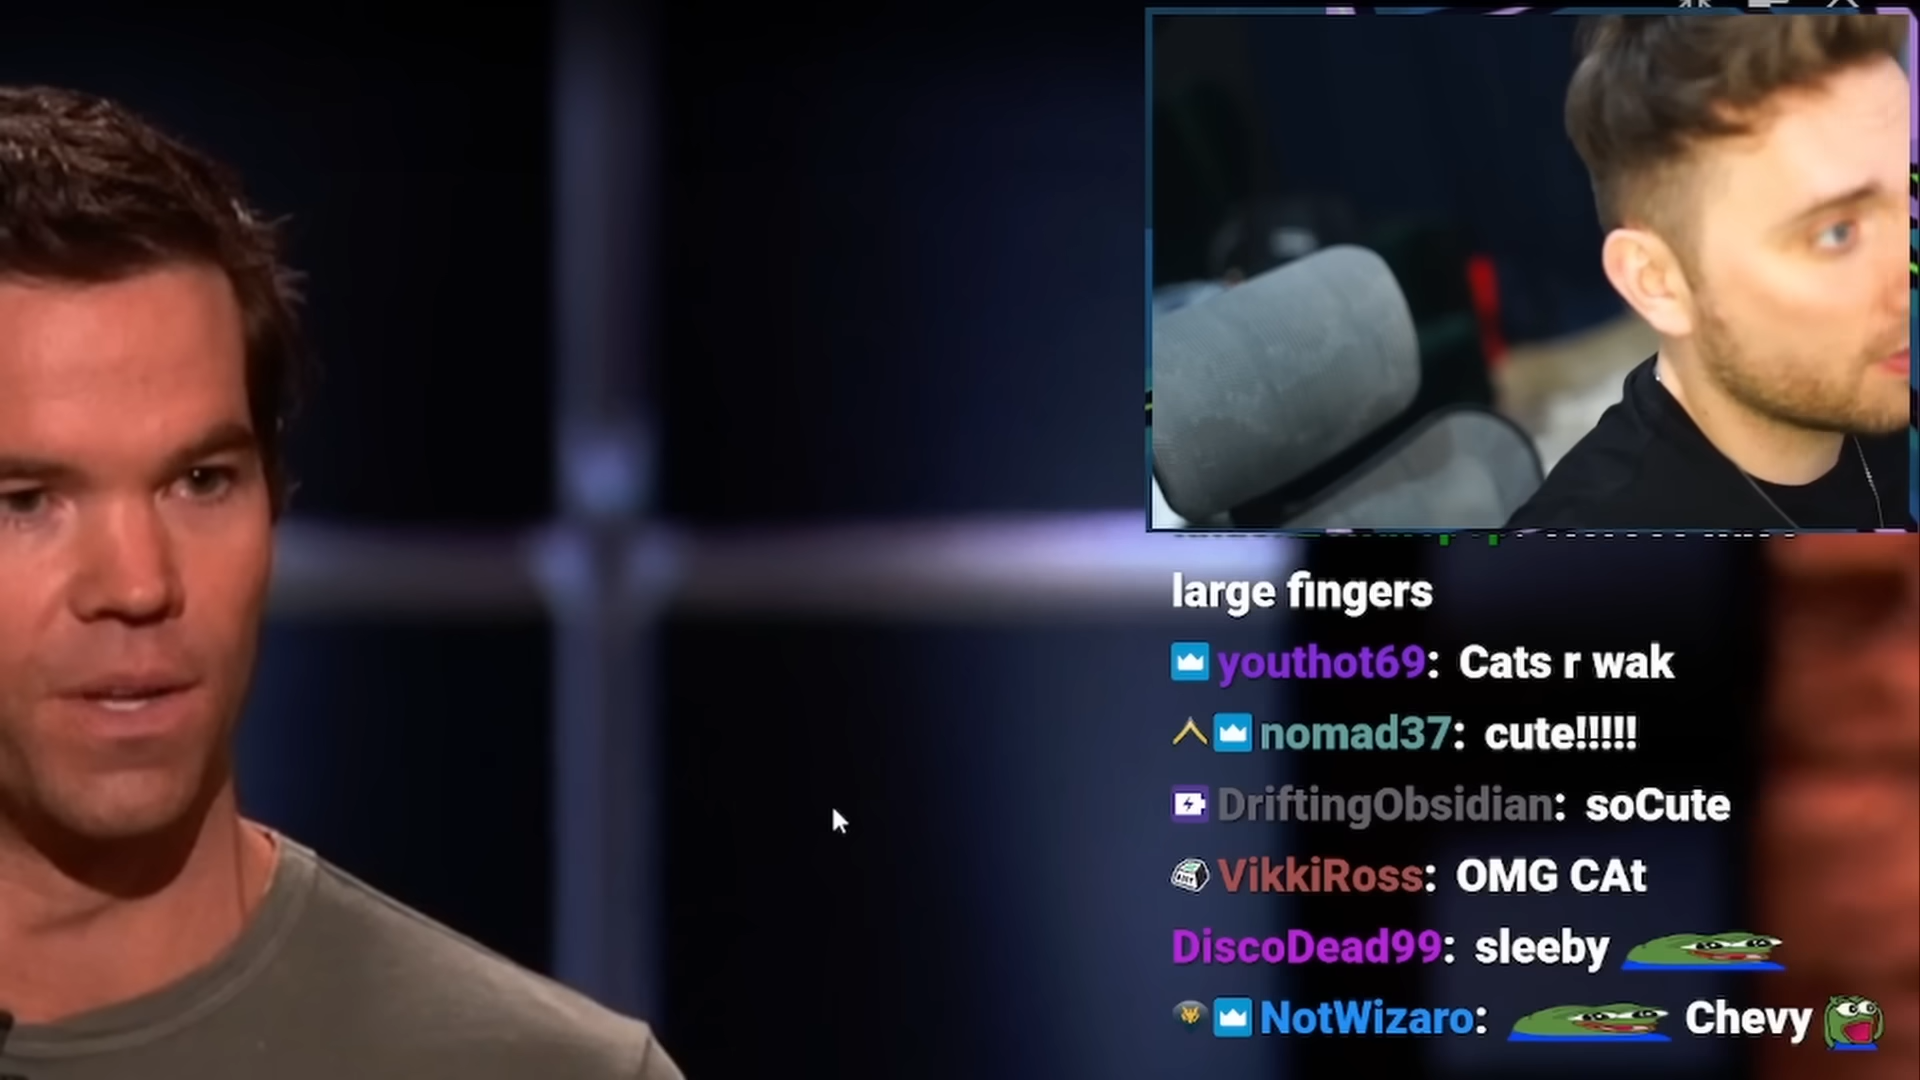 large fingers
youthot69: Cats r wak
nomad37: cute!!!!!
DriftingObsidian: soCute
VikkiRoss: OMG CAt
DiscoDead99: sleeby
NotWizaro: Chevy